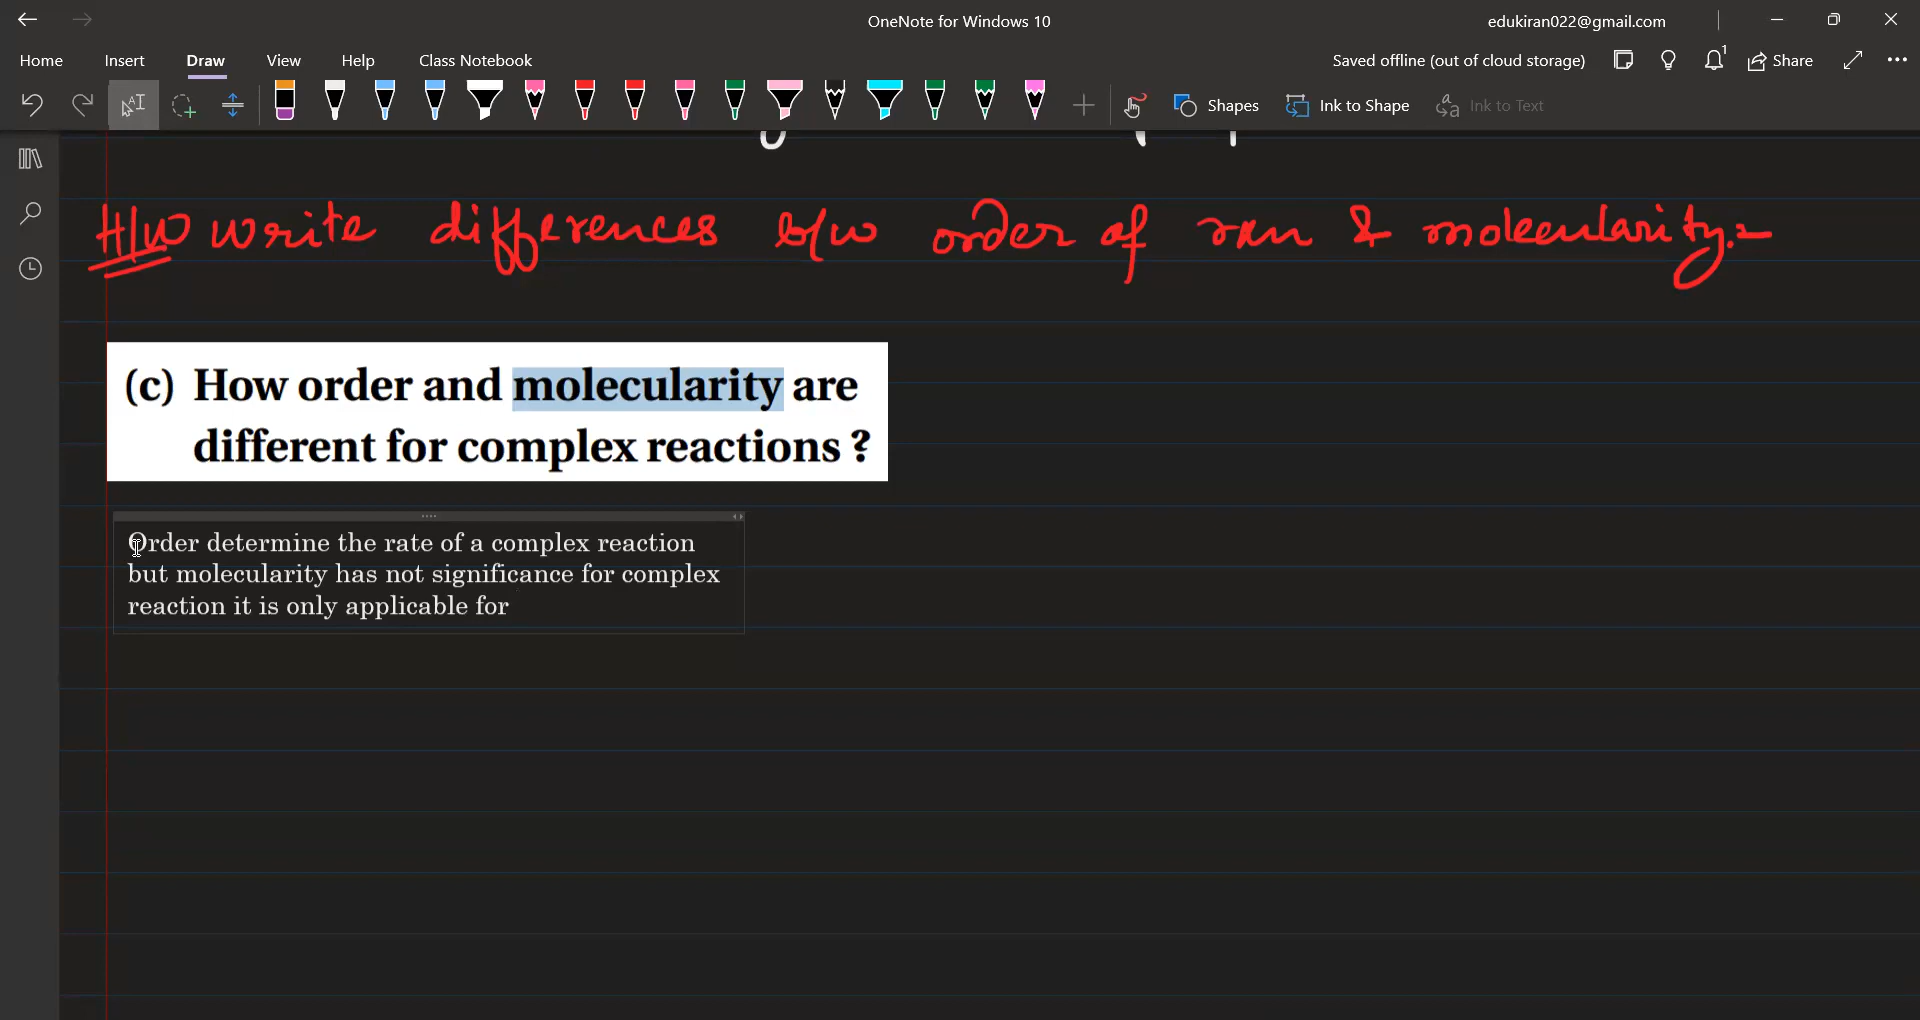 OneNote for Windows 10
edukiran022@gmail.com
Home Insert Draw View Help Class Notebook
Saved offline (out of cloud storage)
1
Share
Shapes
Ink to Shape
Ink to Text
H/W write differences b/w order of rxn & molecularity.
(c) How order and molecularity are
different for complex reactions ?
Order determine the rate of a complex reaction
but molecularity has not significance for complex
reaction it is only applicable for